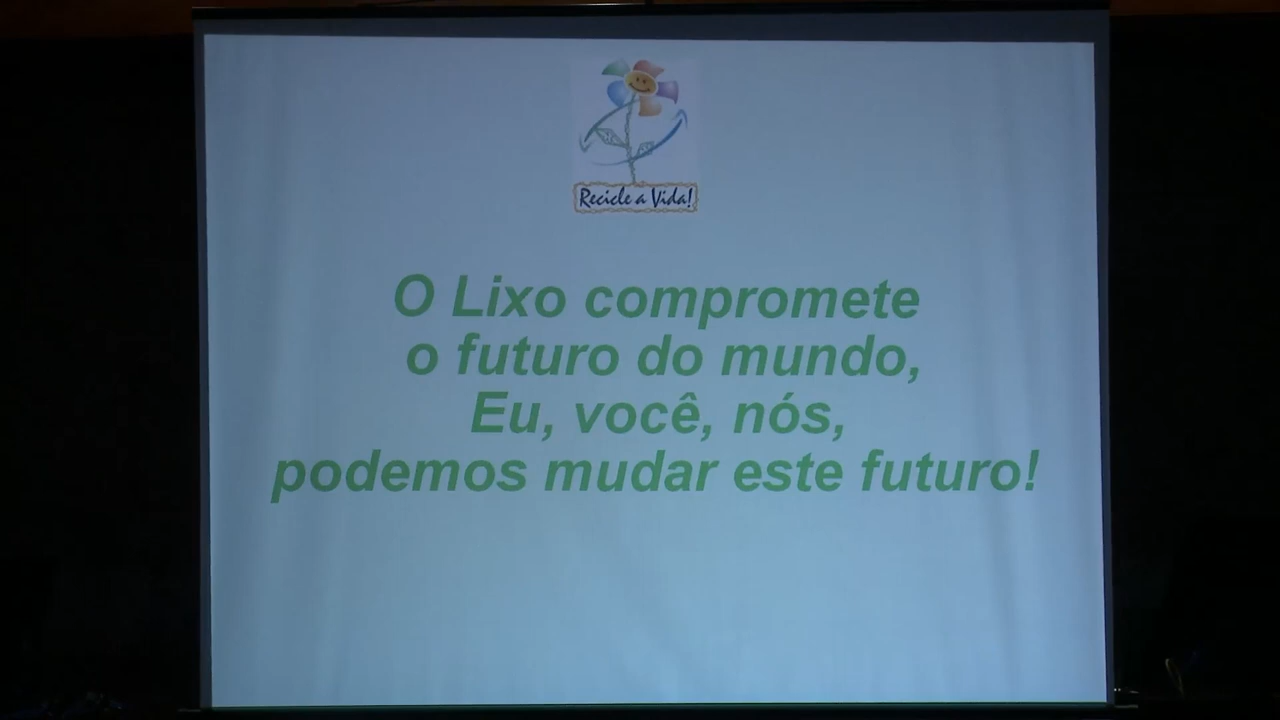 Recicle a Vida!
O Lixo compromete
o futuro do mundo,
Eu, você, nós,
podemos mudar este futuro!